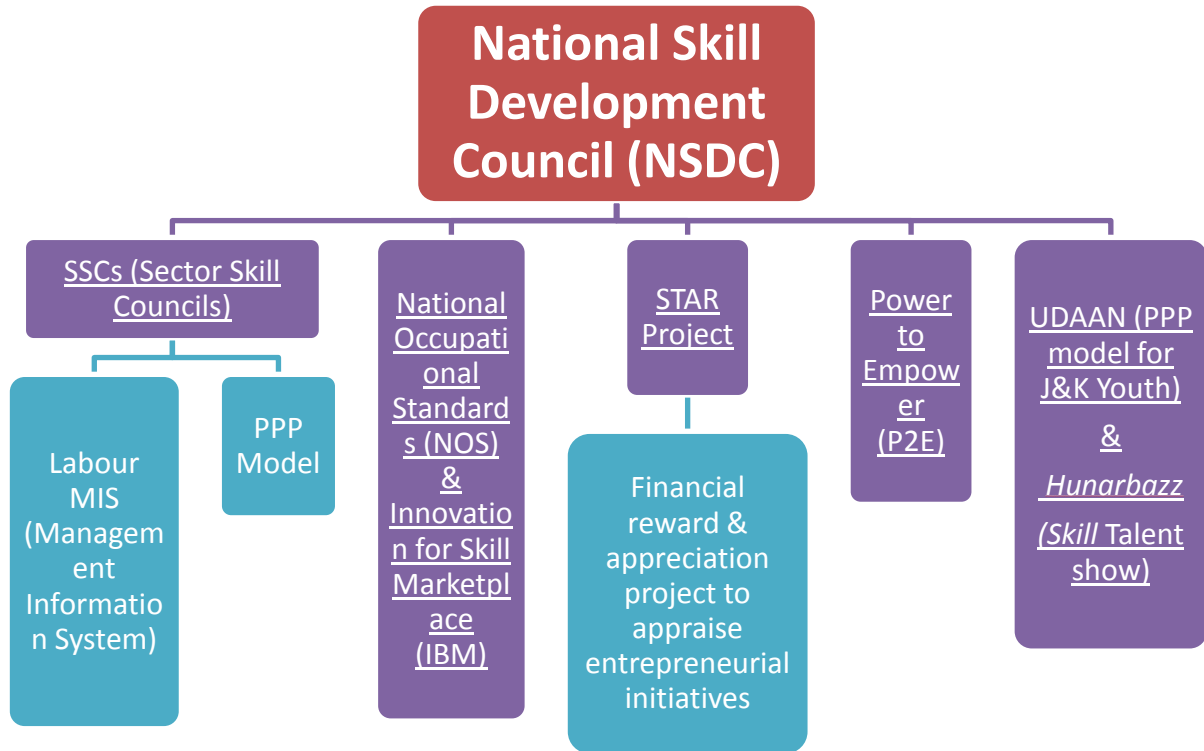 National Skill
Development
Council (NSDC)
SSCs (Sector Skill
Councils)
Labour
MIS
(Managem
ent
Informatio
n System)
PPP
Model
National
Occupati
onal
Standard
s (NOS)
&
Innovatio
n for Skill
Marketpl
ace
(IBM)
STAR
Project
Financial
reward &
appreciation
project to
appraise
entrepreneurial
initiatives
Power
to
Empow
er
(P2E)
UDAAN (PPP
model for
J&K Youth)
&
Hunarbazz
(Skill Talent
show)